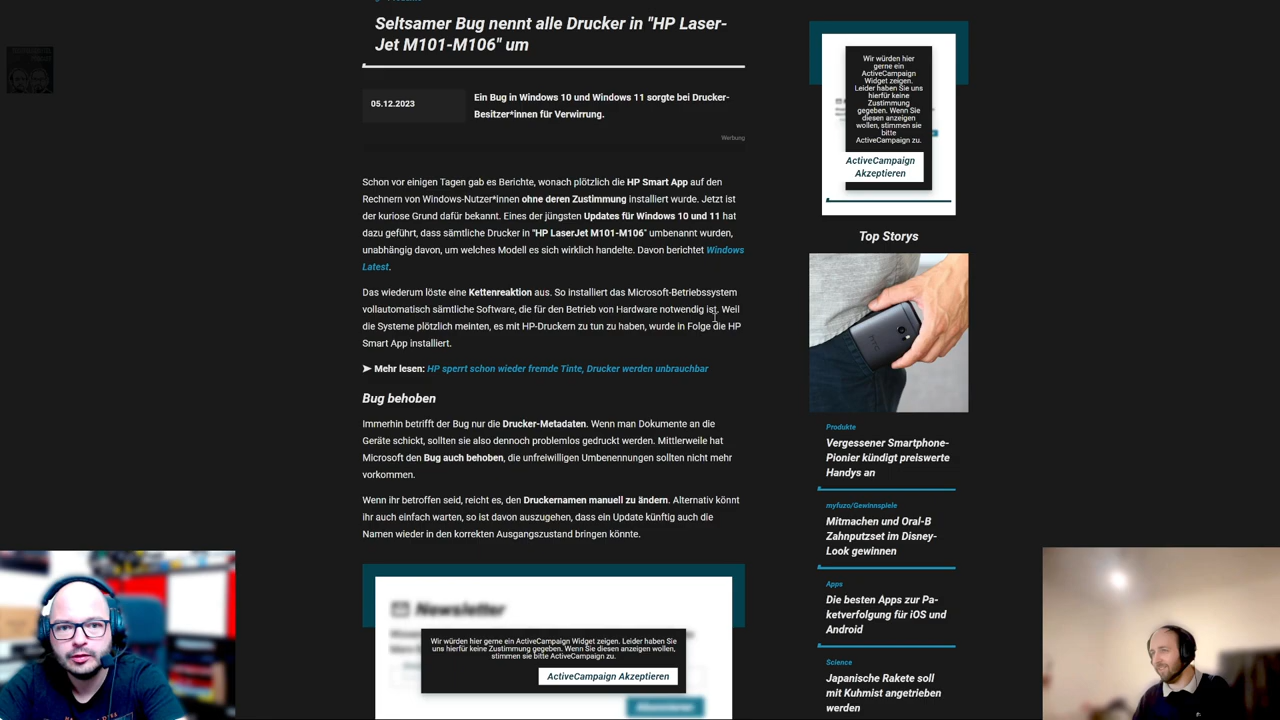 Seltsamer Bug nennt alle Drucker in "HP Laser-
Jet M101-M106" um
05.12.2023
Ein Bug in Windows 10 und Windows 11 sorgte bei Drucker-
Besitzer*innen für Verwirrung.
Werbung
Schon vor einigen Tagen gab es Berichte, wonach plötzlich die HP Smart App auf den
Rechnern von Windows-Nutzer*innen ohne deren Zustimmung installiert wurde. Jetzt ist
der kuriose Grund dafür bekannt. Eines der jüngsten Updates für Windows 10 und 11 hat
dazu geführt, dass sämtliche Drucker in "HP LaserJet M101-M106" umbenannt wurden,
unabhängig davon, um welches Modell es sich wirklich handelte. Davon berichtet Windows
Latest.
Das wiederum löste eine Kettenreaktion aus. So installiert das Microsoft-Betriebssystem
vollautomatisch sämtliche Software, die für den Betrieb von Hardware notwendig ist. Weil
die Systeme plötzlich meinten, es mit HP-Druckern zu tun zu haben, wurde in Folge die HP
Smart App installiert.
➤ Mehr lesen: HP sperrt schon wieder fremde Tinte, Drucker werden unbrauchbar
Bug behoben
Immerhin betrifft der Bug nur die Drucker-Metadaten. Wenn man Dokumente an die
Geräte schickt, sollten sie also dennoch problemlos gedruckt werden. Mittlerweile hat
Microsoft den Bug auch behoben, die unfreiwilligen Umbenennungen sollten nicht mehr
vorkommen.
Wenn ihr betroffen seid, reicht es, den Druckernamen manuell zu ändern. Alternativ könnt
ihr auch einfach warten, so ist davon auszugehen, dass ein Update künftig auch die
Namen wieder in den korrekten Ausgangszustand bringen könnte.
Newsletter
Wir würden hier gerne ein ActiveCampaign Widget zeigen. Leider haben Sie
uns hierfür keine Zustimmung gegeben. Wenn Sie diesen anzeigen wollen,
stimmen sie bitte ActiveCampaign zu.
ActiveCampaign Akzeptieren
Wir würden hier
gerne ein
ActiveCampaign
Widget zeigen.
Leider haben Sie
uns hierfür keine
Zustimmung
gegeben. Wenn Sie
diesen anzeigen
wollen, stimmen sie
bitte
ActiveCampaign zu.
ActiveCampaign
Akzeptieren
Top Storys
htc
Produkte
Vergessener Smartphone-
Pionier kündigt preiswerte
Handys an
myfuzo/Gewinnspiele
Mitmachen und Oral-B
Zahnputzset im Disney-
Look gewinnen
Apps
Die besten Apps zur Pa-
ketverfolgung für iOS und
Android
Science
Japanische Rakete soll
mit Kuhmist angetrieben
werden